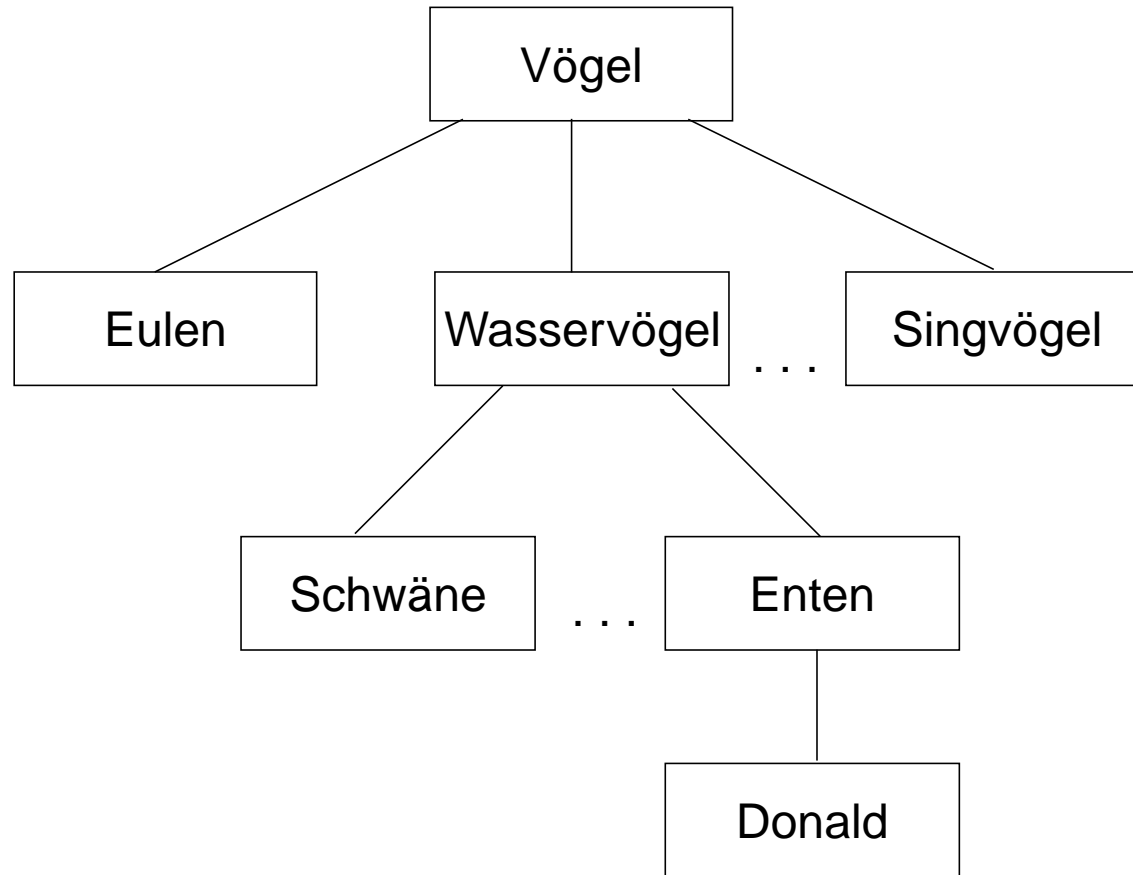 Vögel
Eulen
Wasservögel
. . .
Singvögel
Schwäne
. . .
Enten
Donald